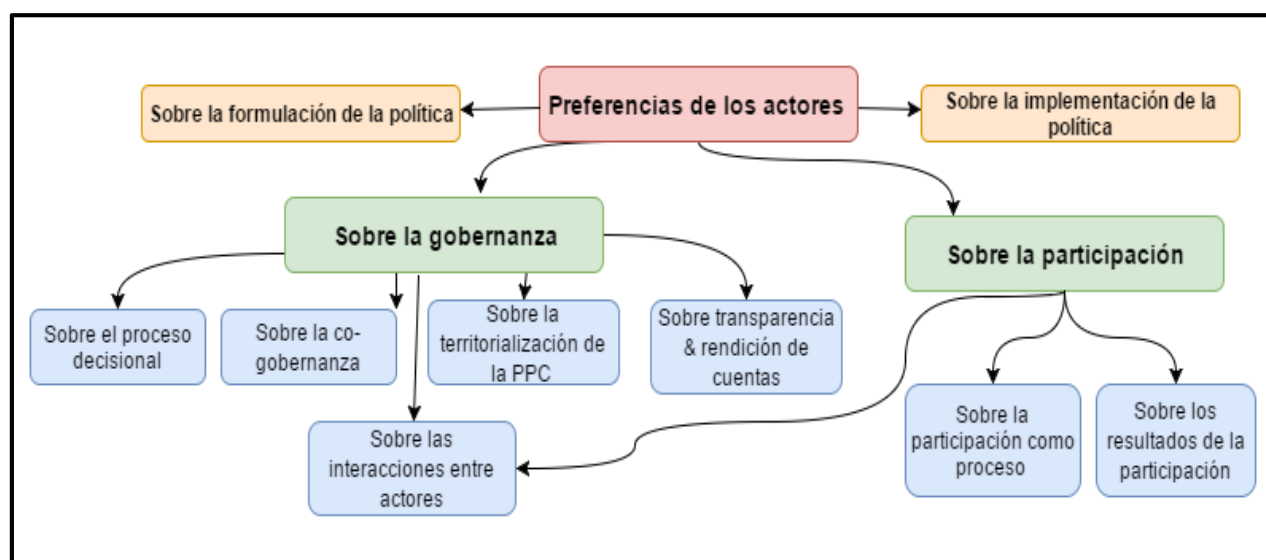 Preferencias de los actores
Sobre la formulación de la política
Sobre la implementación de la
política
Sobre la gobernanza
Sobre la participación
Sobre el proceso
decisional
Sobre la co-
gobernanza
Sobre la
territorialización de
la PPC
Sobre transparencia
& rendición de
cuentas
Sobre las
interacciones entre
actores
Sobre la
participación como
proceso
Sobre los
resultados de la
participación